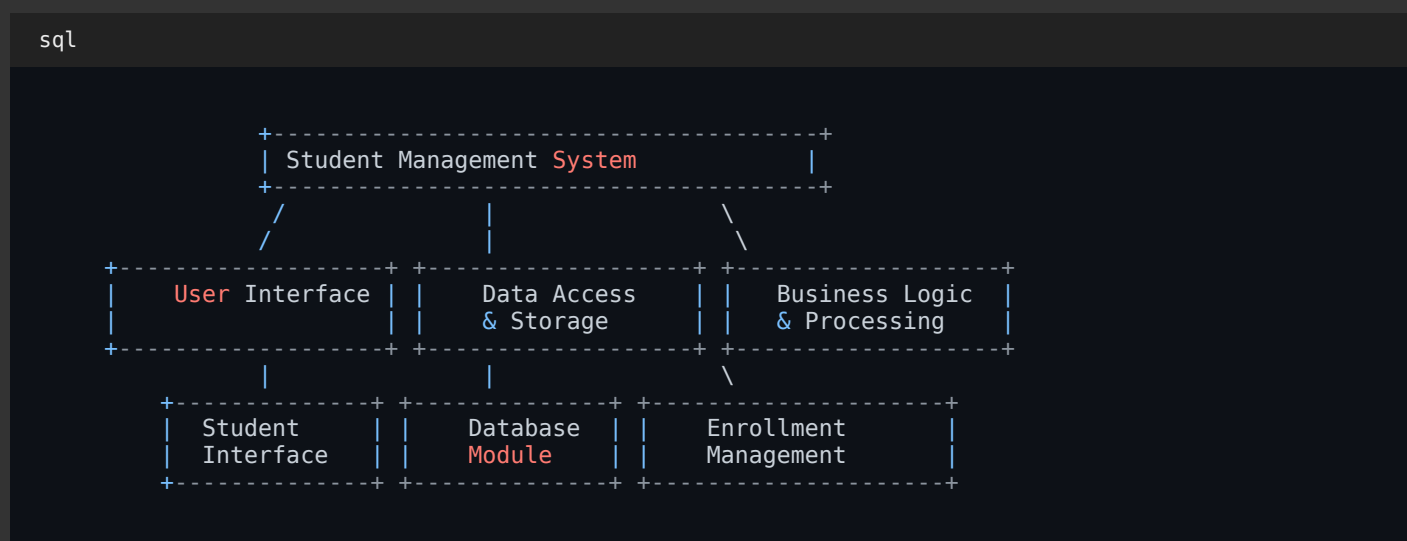 sql
+---------------------------------------+
| Student Management System            |
+---------------------------------------+
 /              |                \
/               |                 \
+-------------------+ +-------------------+ +-------------------+
|    User Interface | |    Data Access    | |   Business Logic  |
|                   | |    & Storage      | |   & Processing    |
+-------------------+ +-------------------+ +-------------------+
|               |                \
+--------------+ +--------------+ +---------------------+
|  Student     | |    Database  | |    Enrollment       |
|  Interface   | |    Module    | |    Management       |
+--------------+ +--------------+ +---------------------+